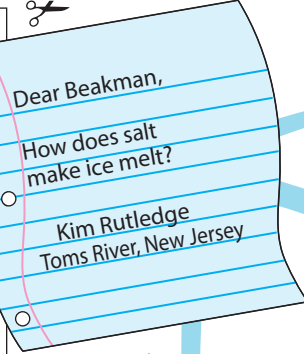 Dear Beakman,
How does salt
make ice melt?
Kim Rutledge
Toms River, New Jersey